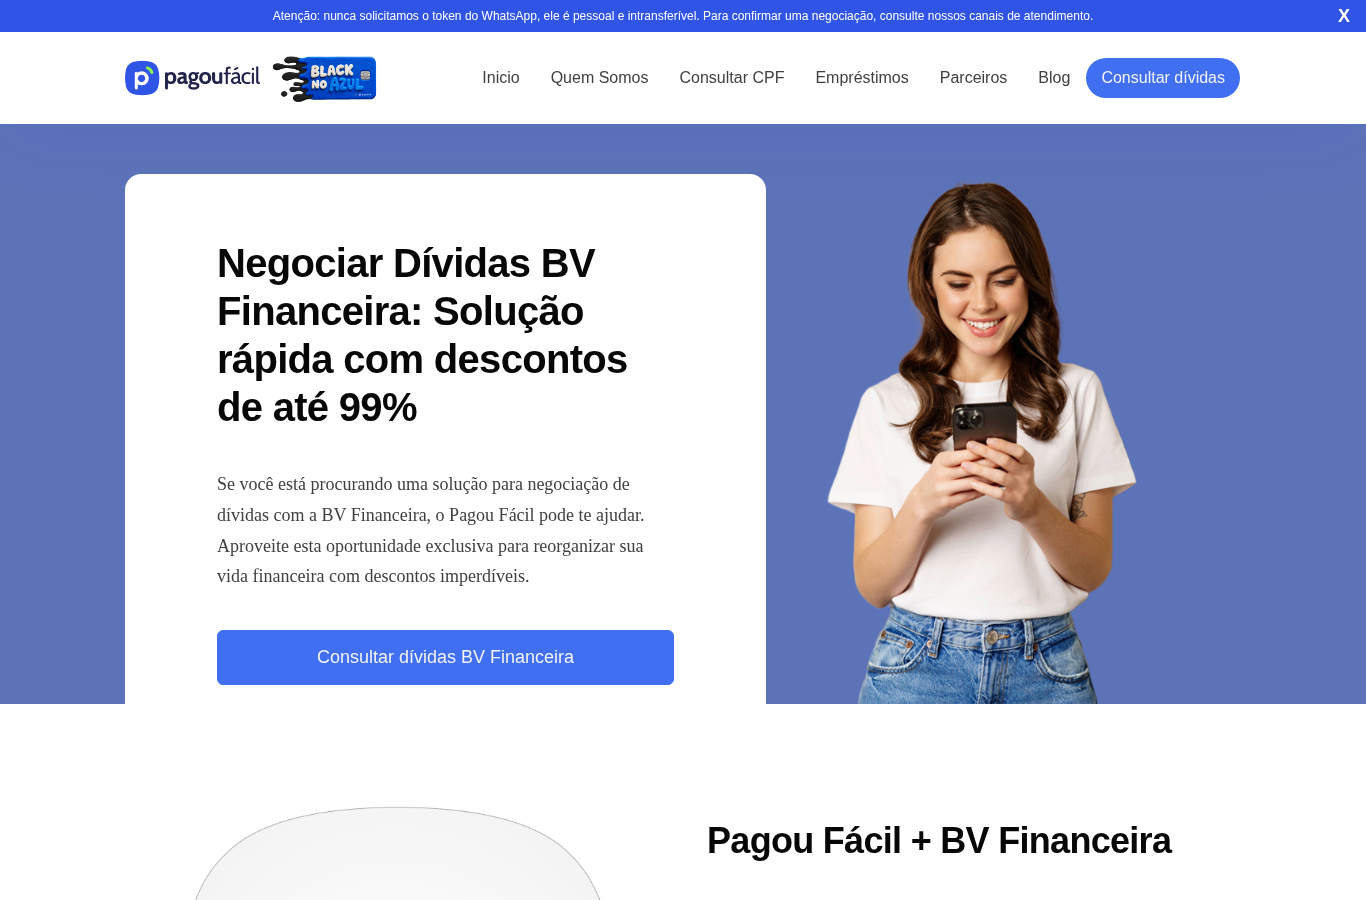 Atenção: nunca solicitamos o token do WhatsApp, ele é pessoal e intransferível. Para confirmar uma negociação, consulte nossos canais de atendimento.
X
pagoufácil
BLACK
NO AZUL
Inicio
Quem Somos
Consultar CPF
Empréstimos
Parceiros
Blog
Consultar dívidas
Negociar Dívidas BV
Financeira: Solução
rápida com descontos
de até 99%
Se você está procurando uma solução para negociação de
dívidas com a BV Financeira, o Pagou Fácil pode te ajudar.
Aproveite esta oportunidade exclusiva para reorganizar sua
vida financeira com descontos imperdíveis.
Consultar dívidas BV Financeira
Pagou Fácil + BV Financeira